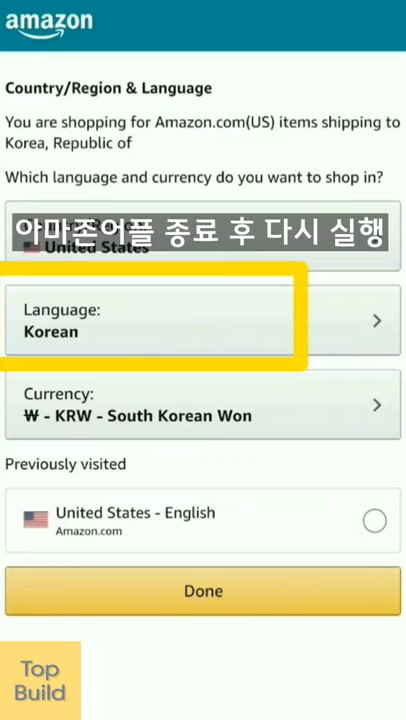 amazon
Country/Region & Language
You are shopping for Amazon.com(US) items shipping to
Korea, Republic of
Which language and currency do you want to shop in?
아마존어플 종료 후 다시 실행
United States
Language:
Korean
Currency:
₩ - KRW - South Korean Won
Previously visited
United States - English
Amazon.com
Done
Top
Build